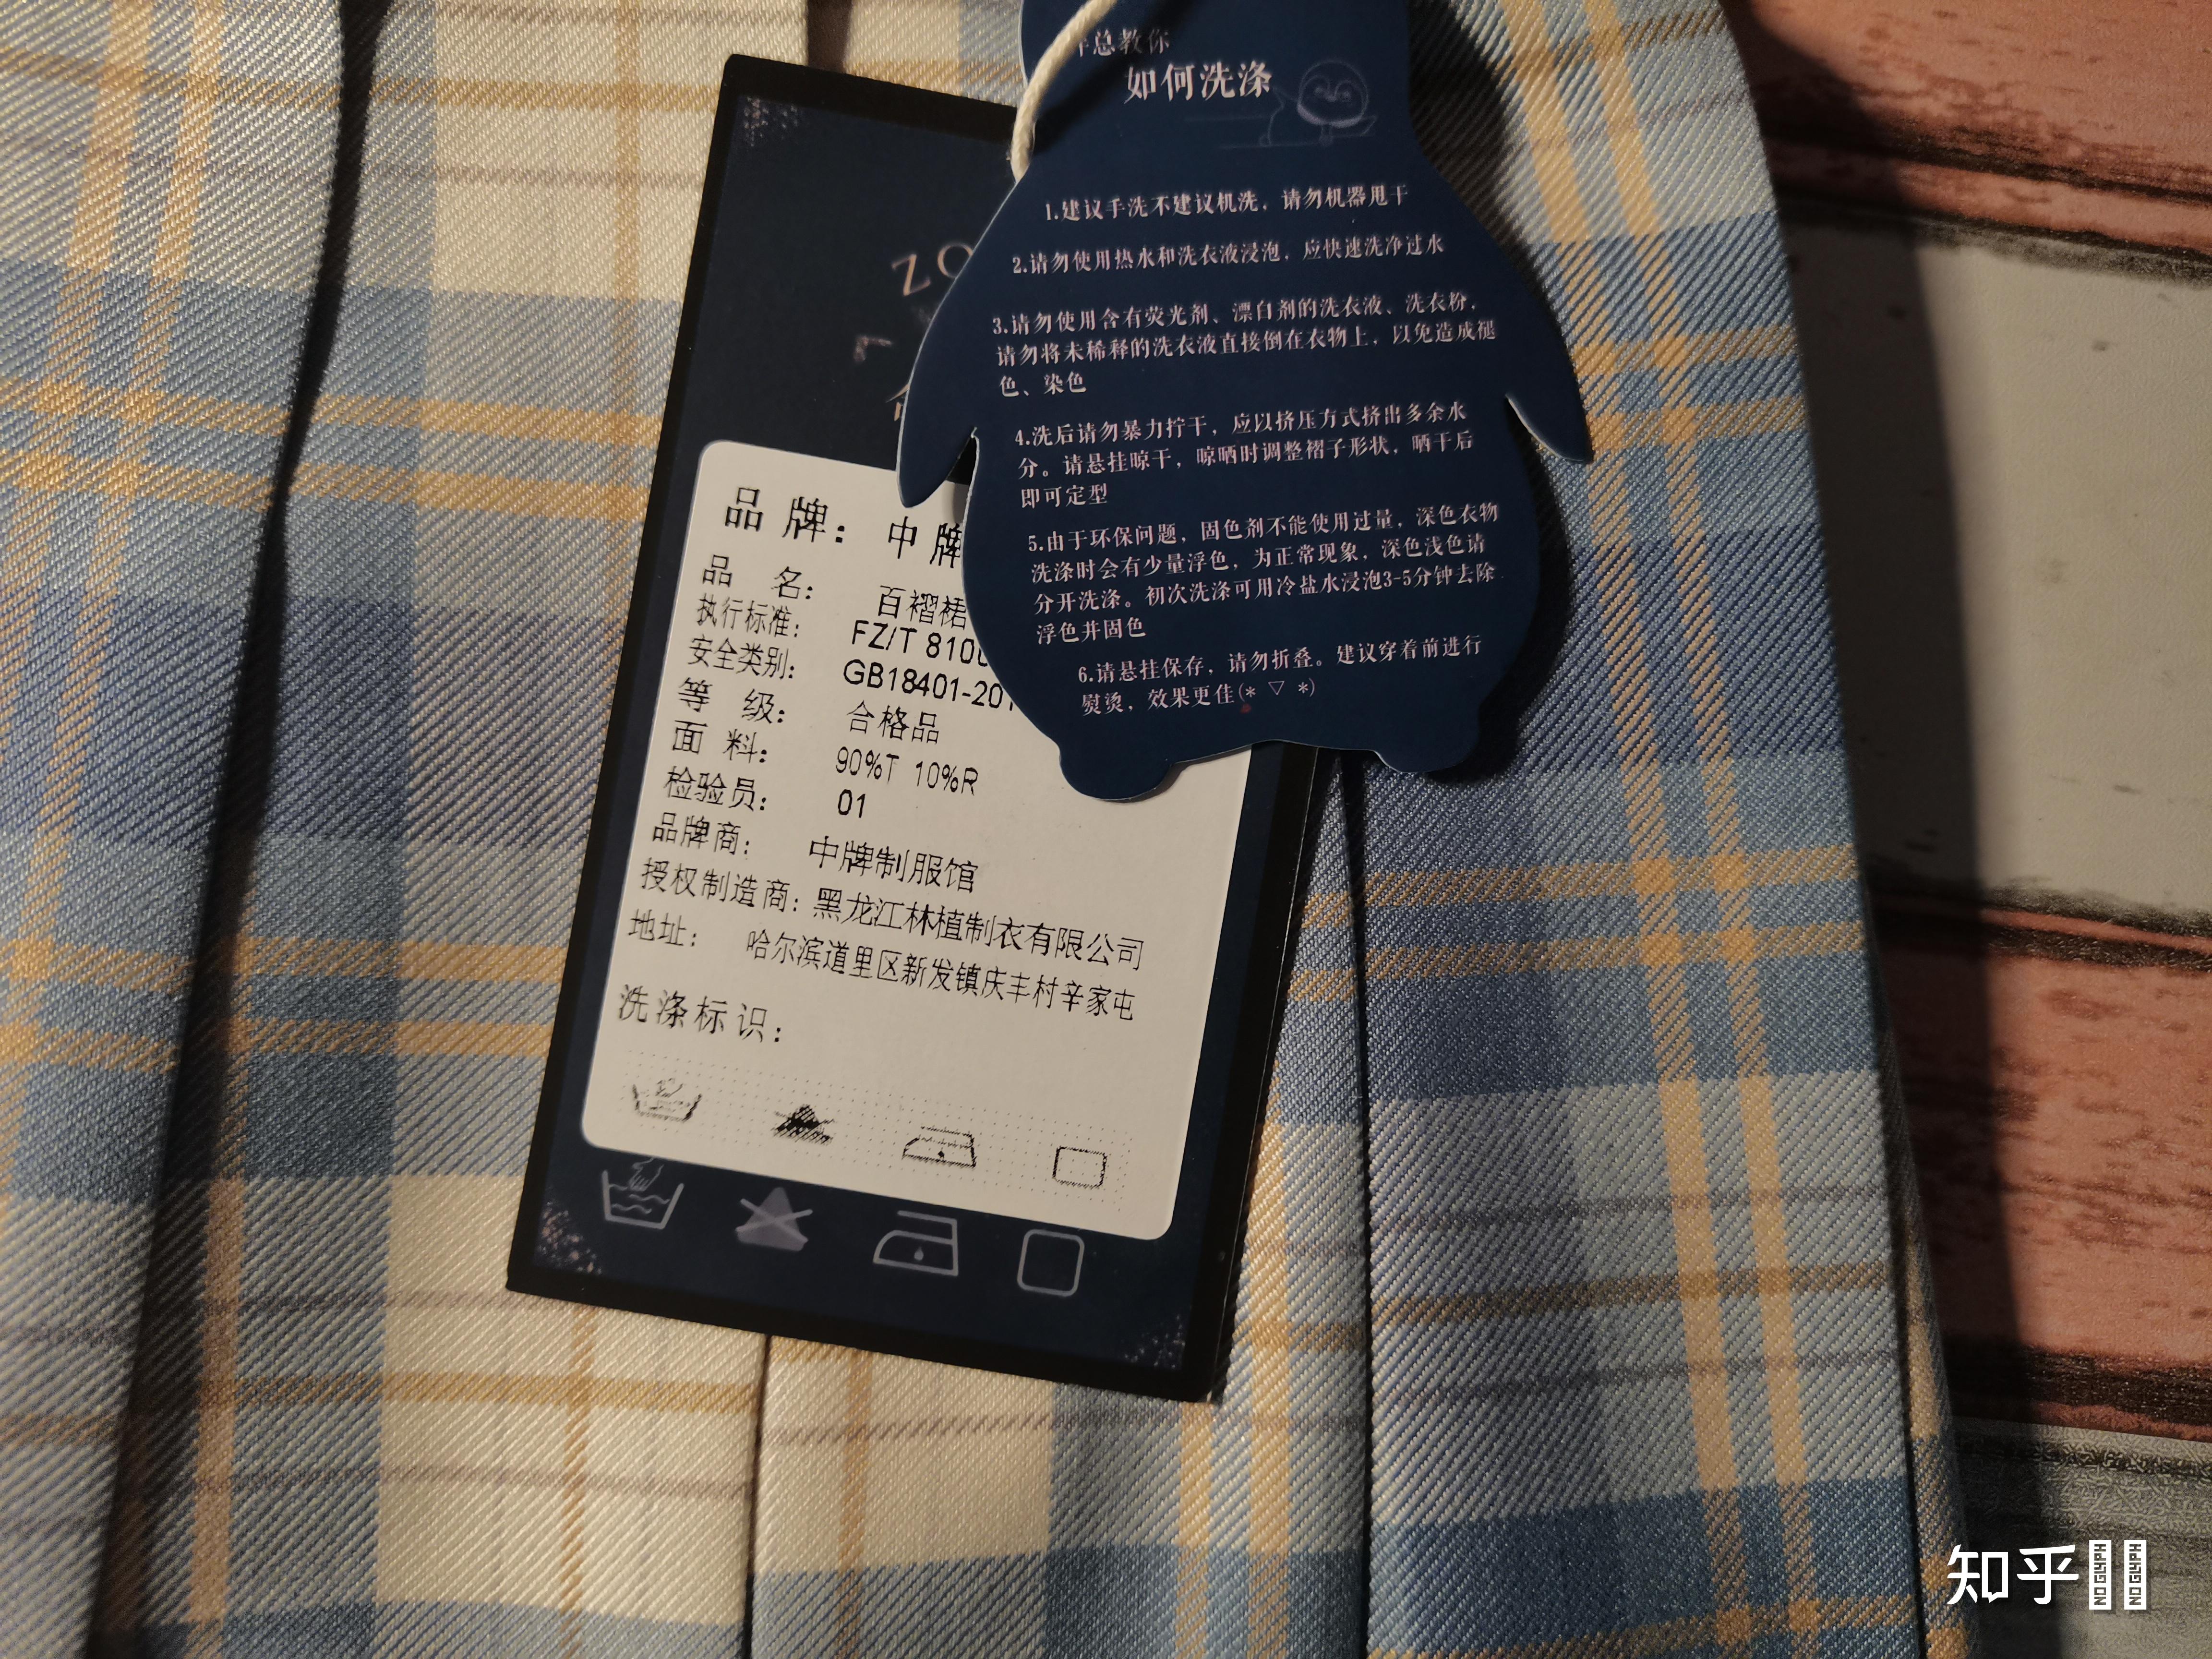 总教你
如何洗涤
1.建议手洗不建议机洗，请勿机器甩干
2.请勿使用热水和洗衣液浸泡，应快速洗净过水
3.请勿使用含有荧光剂、漂白剂的洗衣液、洗衣粉，
请勿将未稀释的洗衣液直接倒在衣物上，以免造成褪
色、染色
4.洗后请勿暴力拧干，应以挤压方式挤出多余水
分。请悬挂晾干，晾晒时调整褶子形状，晒干后
即可定型
5.由于环保问题，固色剂不能使用过量，深色衣物
洗涤时会有少量浮色，为正常现象，深色浅色请
分开洗涤。初次洗涤可用冷盐水浸泡3-5分钟去除
浮色并固色
6.请悬挂保存，请勿折叠。建议穿着前进行
熨烫，效果更佳(* ▽ *)
ZO
L
品 牌： 中牌
品 名： 百褶裙
执行标准： FZ/T 810
安全类别： GB18401-201
等 级： 合格品
面 料： 90%T 10%R
检验员： 01
品牌商： 中牌制服馆
授权制造商：黑龙江林植制衣有限公司
地址： 哈尔滨道里区新发镇庆丰村辛家屯
洗涤标识：
知乎